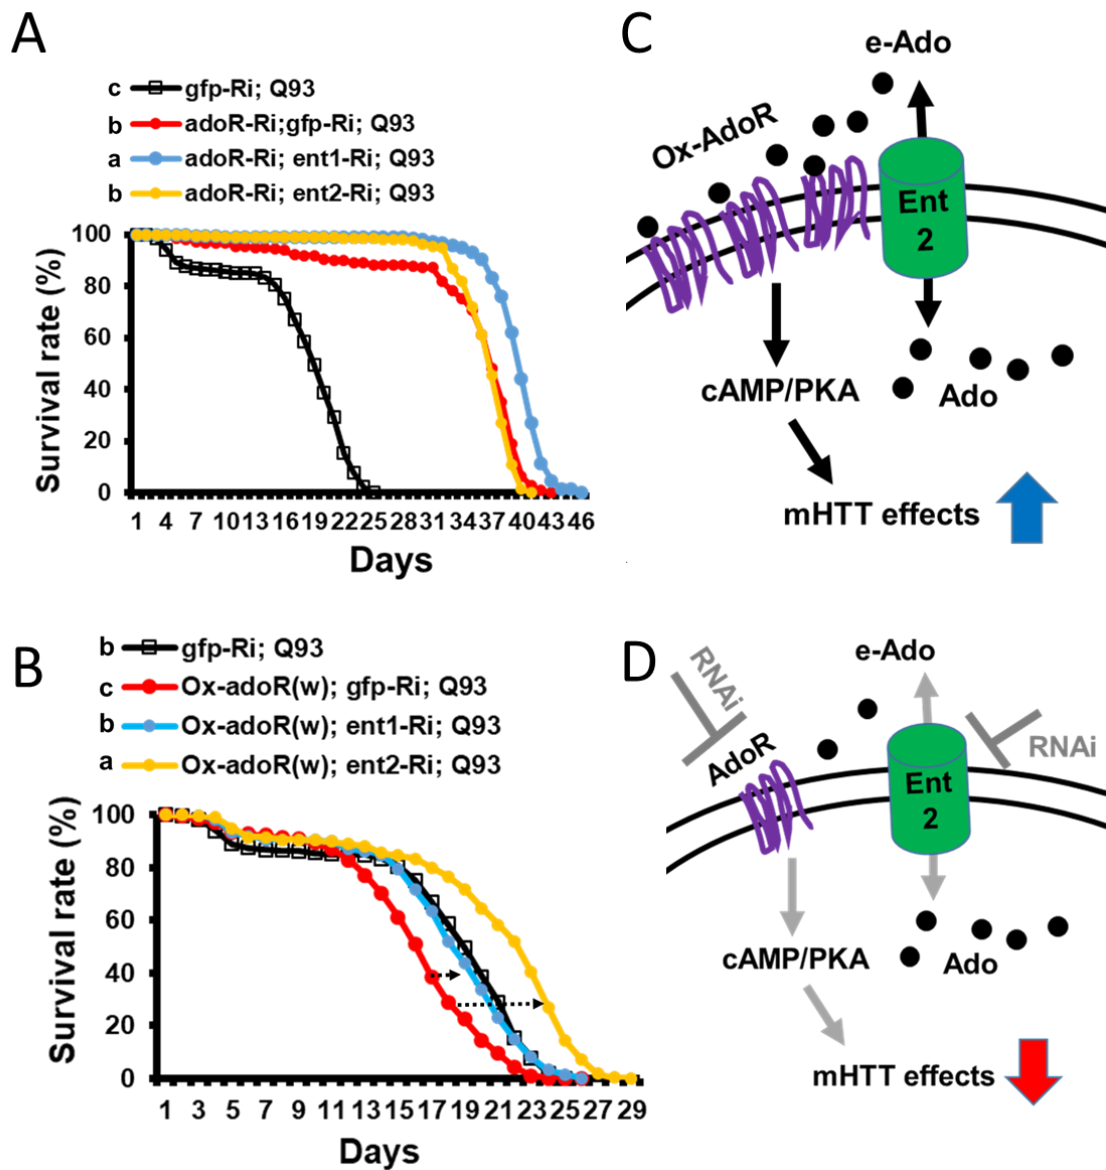 A
c gfp-Ri; Q93
b adoR-Ri;gfp-Ri; Q93
a adoR-Ri; ent1-Ri; Q93
b adoR-Ri; ent2-Ri; Q93
Survival rate (%)
100
80
60
40
20
0
1 4 7 10 13 16 19 22 25 28 31 34 37 40 43 46
Days
B
b gfp-Ri; Q93
c Ox-adoR(w); gfp-Ri; Q93
b Ox-adoR(w); ent1-Ri; Q93
a Ox-adoR(w); ent2-Ri; Q93
Survival rate (%)
100
80
60
40
20
0
1 3 5 7 9 11 13 15 17 19 21 23 25 27 29
Days
C
e-Ado
Ox-AdoR
Ent
2
cAMP/PKA
Ado
mHTT effects
D
e-Ado
RNAi
RNAi
AdoR
Ent
2
cAMP/PKA
Ado
mHTT effects